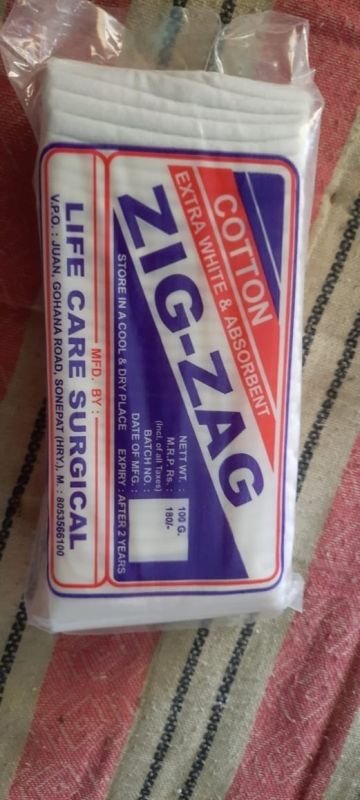 COTTON
EXTRA WHITE & ABSORBENT
ZIG-ZAG
NETT WT. : 100 G.
M.R.P. Rs. : 180/-
(Incl. of all Taxes)
BATCH NO. :
DATE OF MFG. :
STORE IN A COOL & DRY PLACE EXPIRY : AFTER 2 YEARS
MFD. BY :
LIFE CARE SURGICAL
V.P.O. : JUAN, GOHANA ROAD, SONEPAT (HRY.), M. : 8053566100